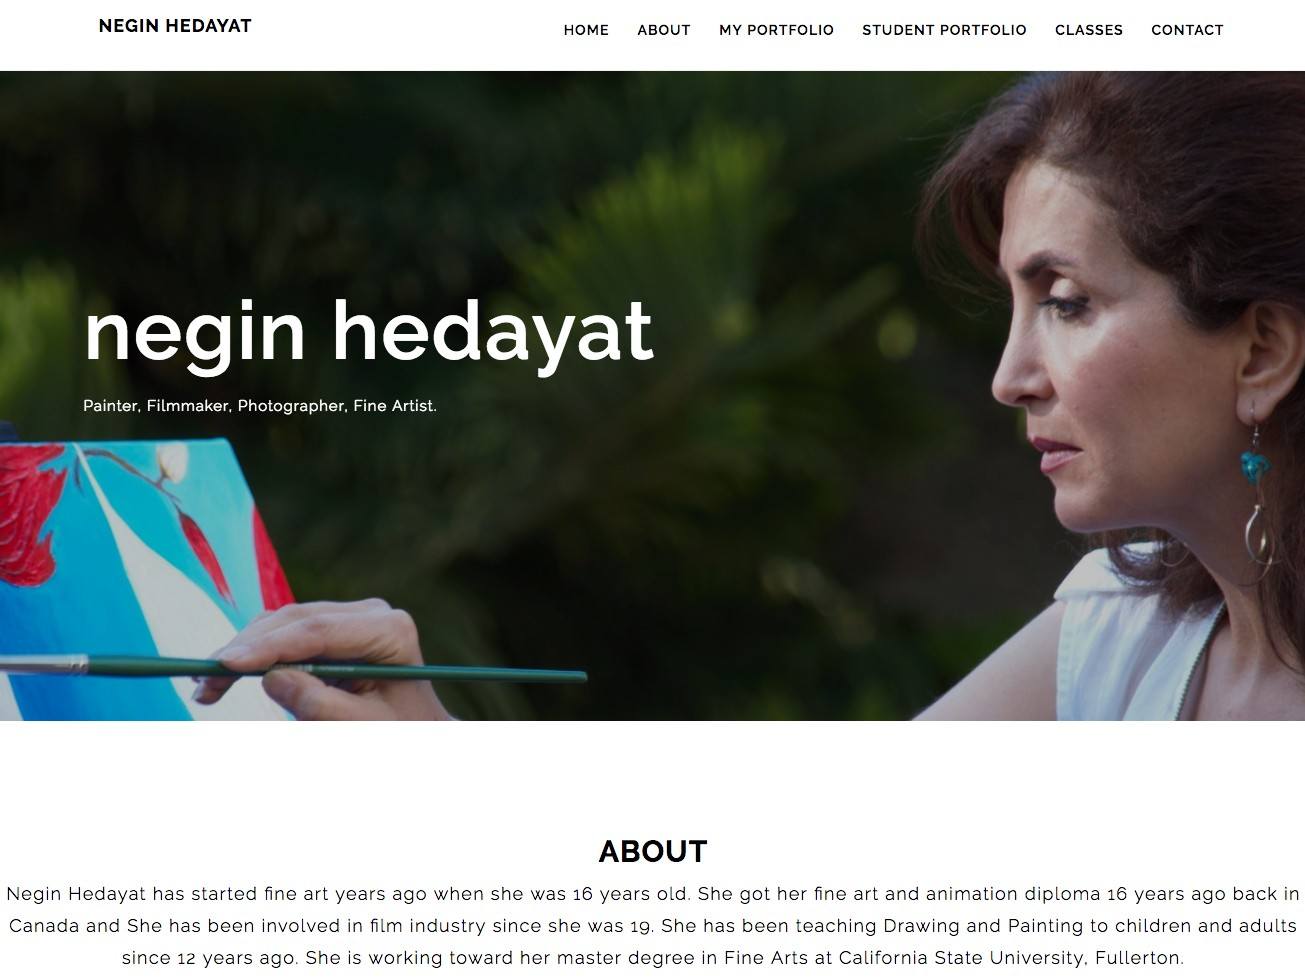 NEGIN HEDAYAT
HOME ABOUT MY PORTFOLIO STUDENT PORTFOLIO CLASSES CONTACT
negin hedayat
Painter, Filmmaker, Photographer, Fine Artist.
ABOUT
Negin Hedayat has started fine art years ago when she was 16 years old. She got her fine art and animation diploma 16 years ago back in
Canada and She has been involved in film industry since she was 19. She has been teaching Drawing and Painting to children and adults
since 12 years ago. She is working toward her master degree in Fine Arts at California State University, Fullerton.